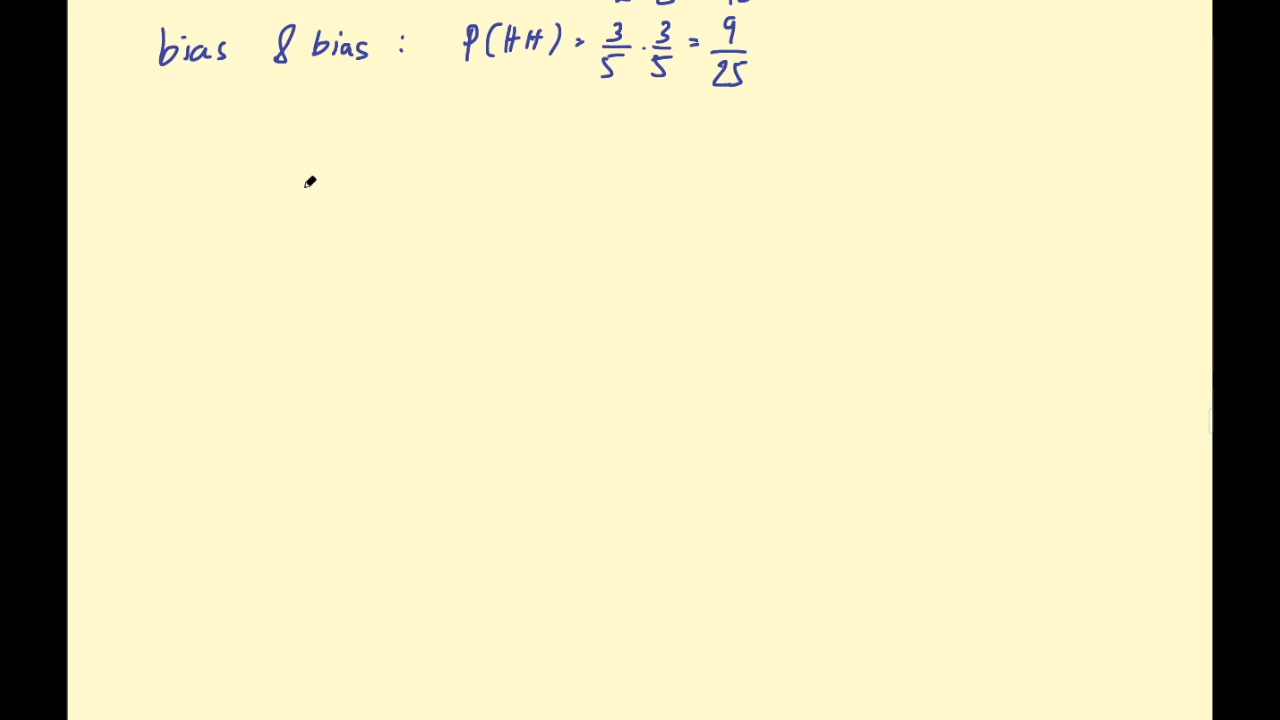 bias & bias : P(HH) = 3/5 · 3/5 = 9/25